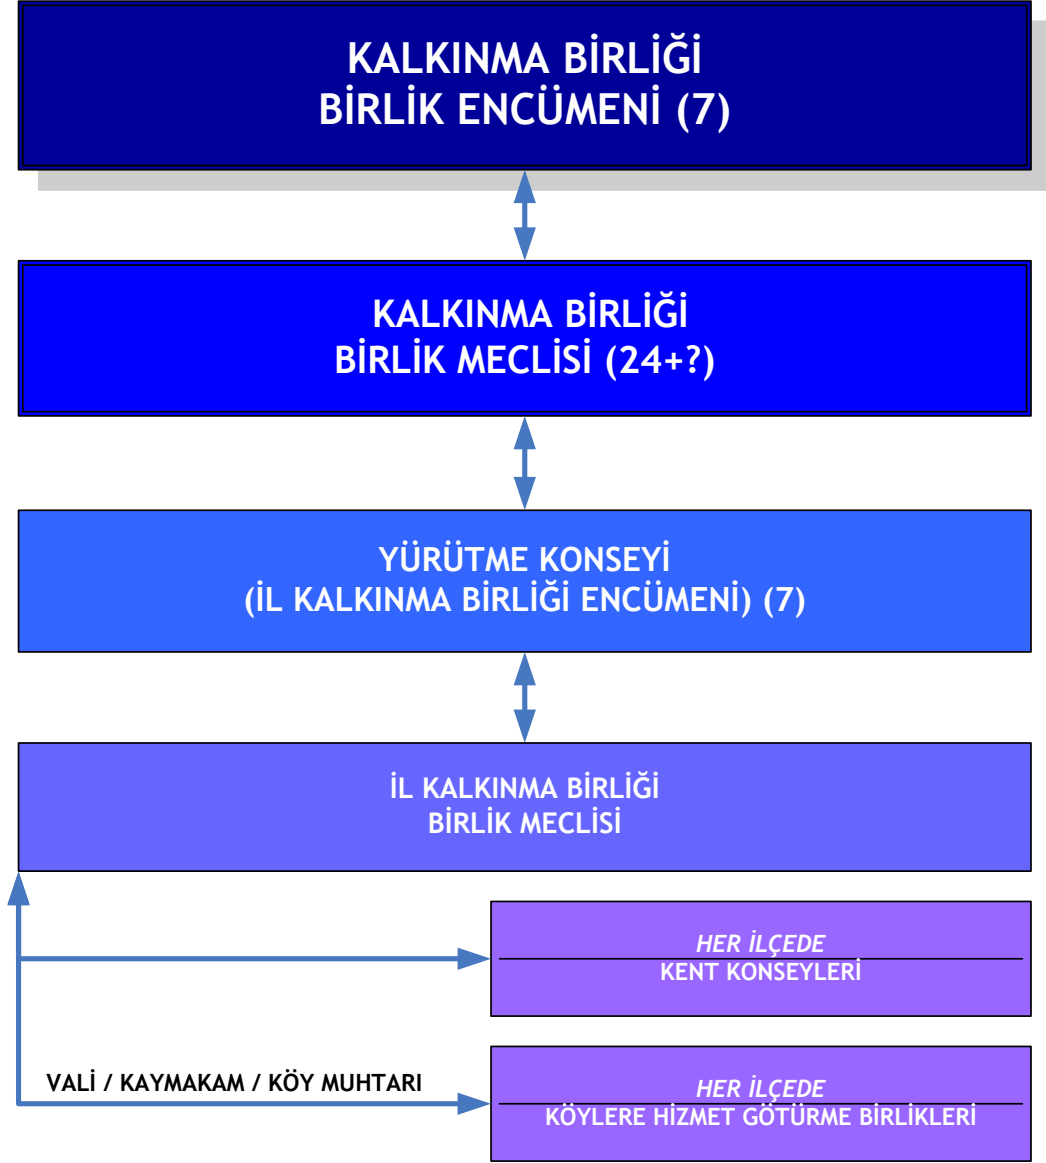 KALKINMA BİRLİĞİ
BİRLİK ENCÜMENİ (7)
KALKINMA BİRLİĞİ
BİRLİK MECLİSİ (24+?)
YÜRÜTME KONSEYİ
(İL KALKINMA BİRLİĞİ ENCÜMENİ) (7)
İL KALKINMA BİRLİĞİ
BİRLİK MECLİSİ
HER İLÇEDE
KENT KONSEYLERİ
VALİ / KAYMAKAM / KÖY MUHTARI
HER İLÇEDE
KÖYLERE HİZMET GÖTÜRME BİRLİKLERİ